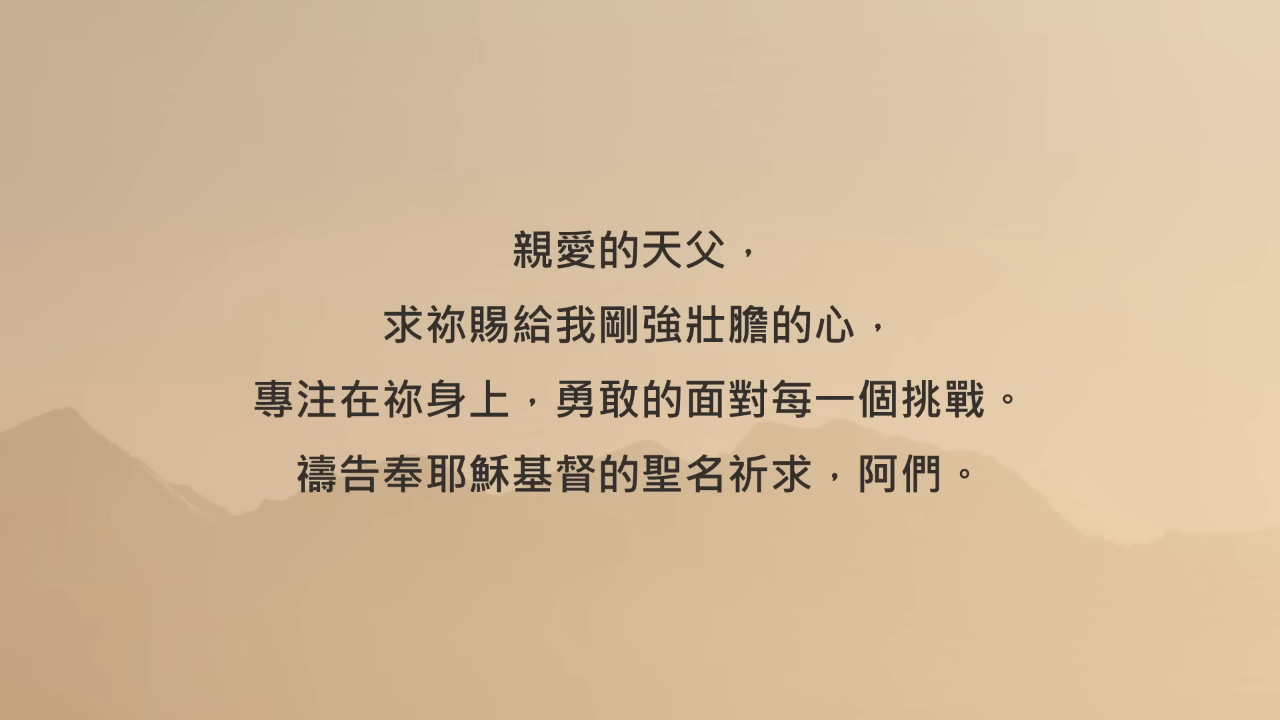 親愛的天父，
求祢賜給我剛強壯膽的心，
專注在祢身上，勇敢的面對每一個挑戰。
禱告奉耶穌基督的聖名祈求，阿們。